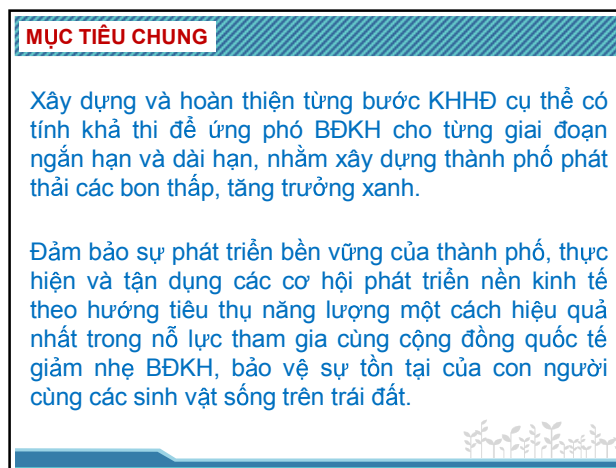 MỤC TIÊU CHUNG
Xây dựng và hoàn thiện từng bước KHHĐ cụ thể có
tính khả thi để ứng phó BĐKH cho từng giai đoạn
ngắn hạn và dài hạn, nhằm xây dựng thành phố phát
thải các bon thấp, tăng trưởng xanh.
Đảm bảo sự phát triển bền vững của thành phố, thực
hiện và tận dụng các cơ hội phát triển nền kinh tế
theo hướng tiêu thụ năng lượng một cách hiệu quả
nhất trong nỗ lực tham gia cùng cộng đồng quốc tế
giảm nhẹ BĐKH, bảo vệ sự tồn tại của con người
cùng các sinh vật sống trên trái đất.